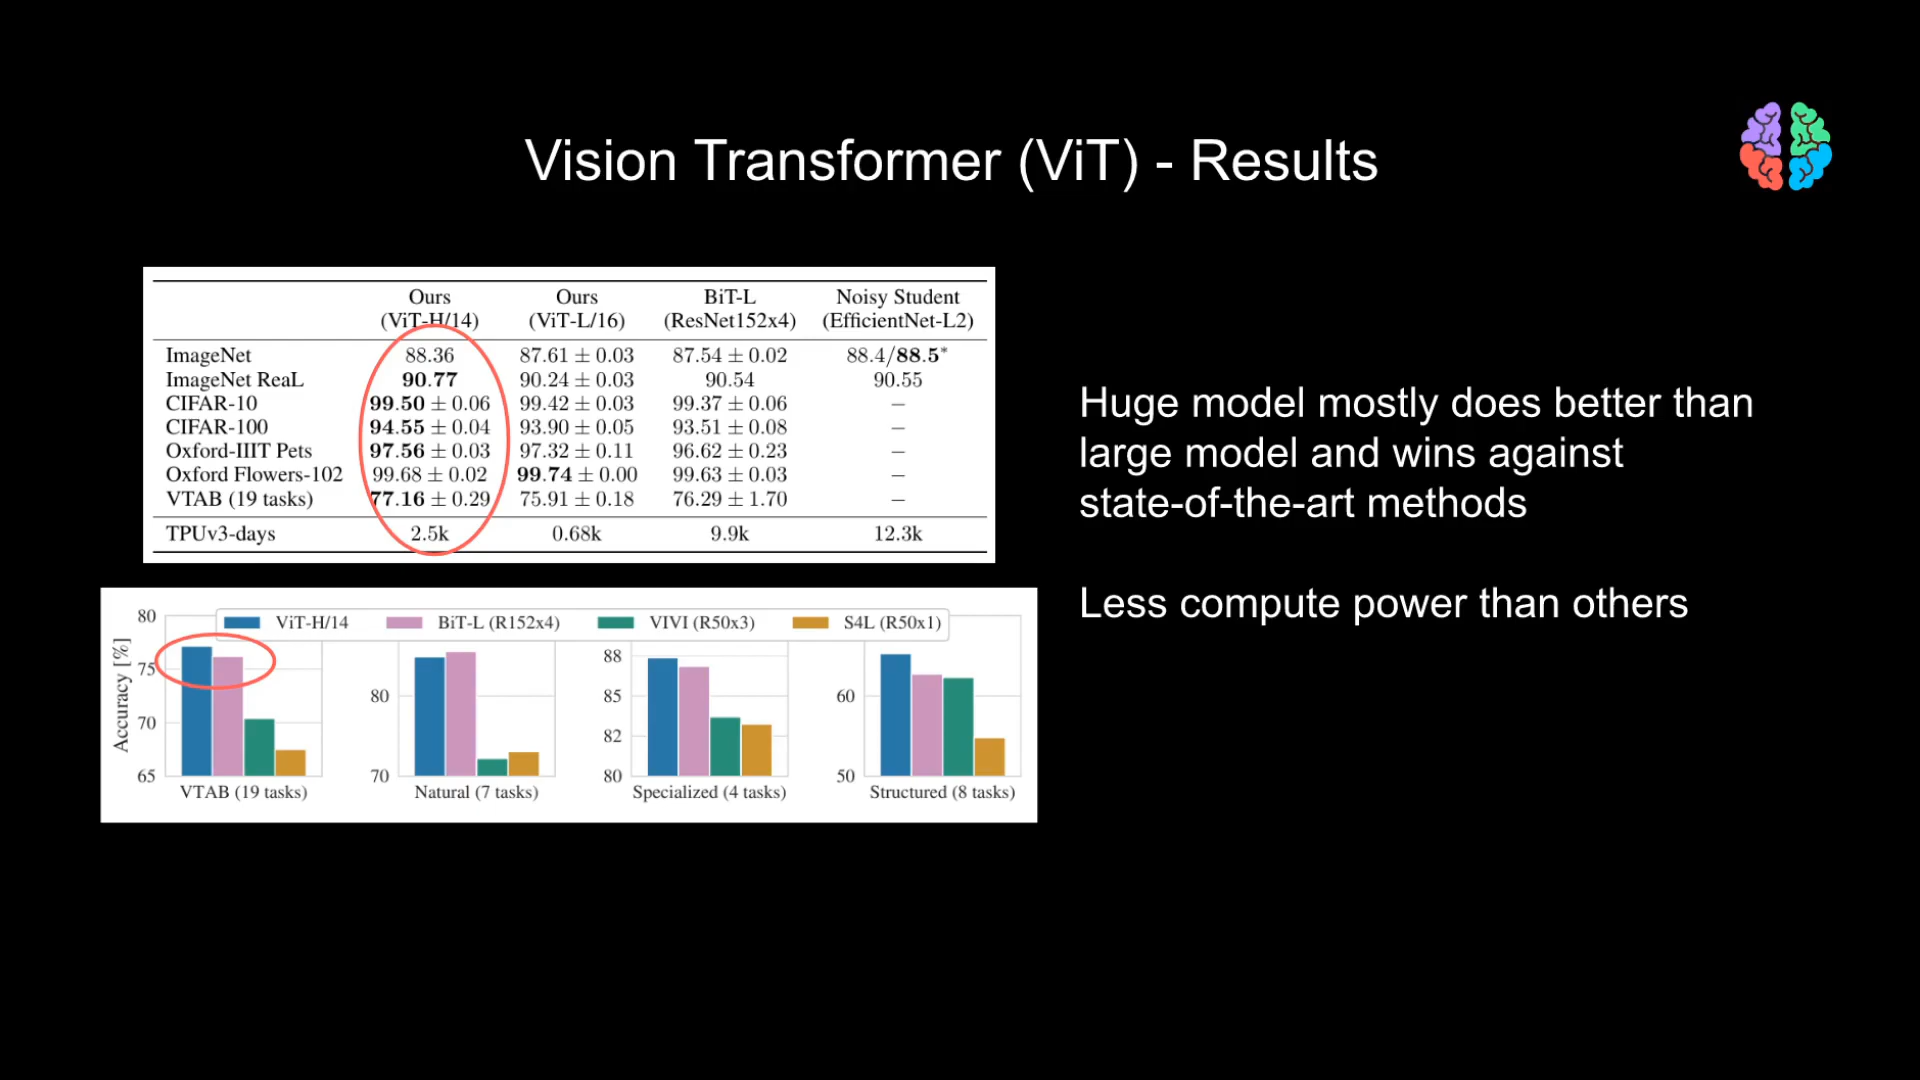 Vision Transformer (ViT) - Results
Ours Ours BiT-L Noisy Student
(ViT-H/14) (ViT-L/16) (ResNet152x4) (EfficientNet-L2)
ImageNet 88.36 87.61 ± 0.03 87.54 ± 0.02 88.4/88.5*
ImageNet ReaL 90.77 90.24 ± 0.03 90.54 90.55
CIFAR-10 99.50 ± 0.06 99.42 ± 0.03 99.37 ± 0.06 −
CIFAR-100 94.55 ± 0.04 93.90 ± 0.05 93.51 ± 0.08 −
Oxford-IIIT Pets 97.56 ± 0.03 97.32 ± 0.11 96.62 ± 0.23 −
Oxford Flowers-102 99.68 ± 0.02 99.74 ± 0.00 99.63 ± 0.03 −
VTAB (19 tasks) 77.16 ± 0.29 75.91 ± 0.18 76.29 ± 1.70 −
TPUv3-days 2.5k 0.68k 9.9k 12.3k
Huge model mostly does better than
large model and wins against
state-of-the-art methods
Less compute power than others
ViT-H/14 BiT-L (R152x4) VIVI (R50x3) S4L (R50x1)
Accuracy [%]
80
75
70
65
VTAB (19 tasks)
80
70
Natural (7 tasks)
88
85
82
80
Specialized (4 tasks)
60
50
Structured (8 tasks)